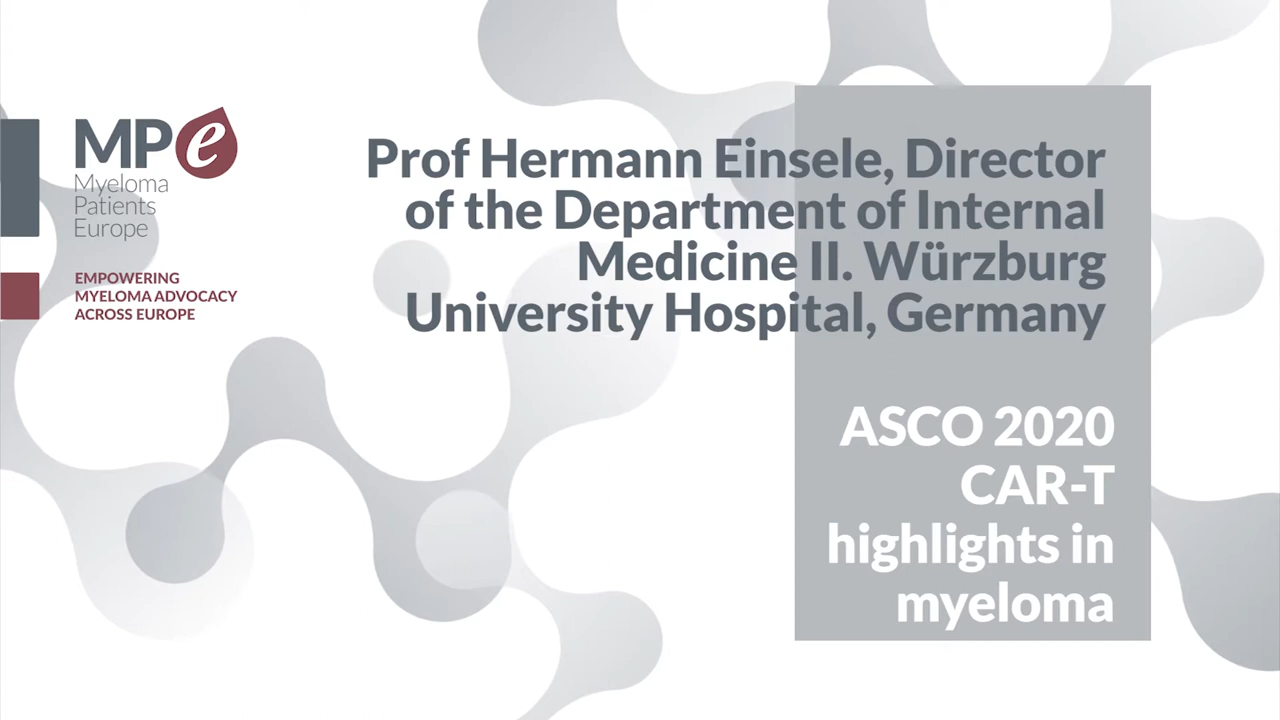 MPe
Myeloma
Patients
Europe
EMPOWERING
MYELOMA ADVOCACY
ACROSS EUROPE
Prof Hermann Einsele, Director
of the Department of Internal
Medicine II. Würzburg
University Hospital, Germany
ASCO 2020
CAR-T
highlights in
myeloma